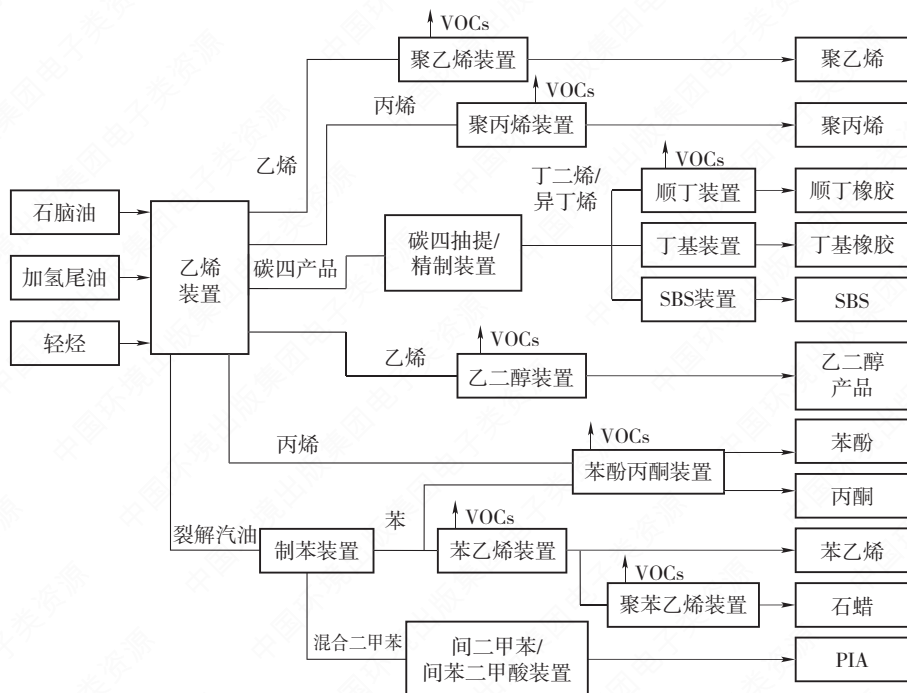 VOCs
聚乙烯装置
聚乙烯
丙烯
VOCs
聚丙烯装置
聚丙烯
乙烯
丁二烯/
异丁烯
VOCs
顺丁装置
顺丁橡胶
石脑油
加氢尾油
轻烃
乙烯
装置
碳四产品
碳四抽提/
精制装置
丁基装置
丁基橡胶
SBS装置
SBS
乙烯
VOCs
乙二醇装置
乙二醇
产品
丙烯
VOCs
苯酚丙酮装置
苯酚
丙酮
裂解汽油
制苯装置
苯
VOCs
苯乙烯装置
苯乙烯
VOCs
聚苯乙烯装置
石蜡
混合二甲苯
间二甲苯/
间苯二甲酸装置
PIA